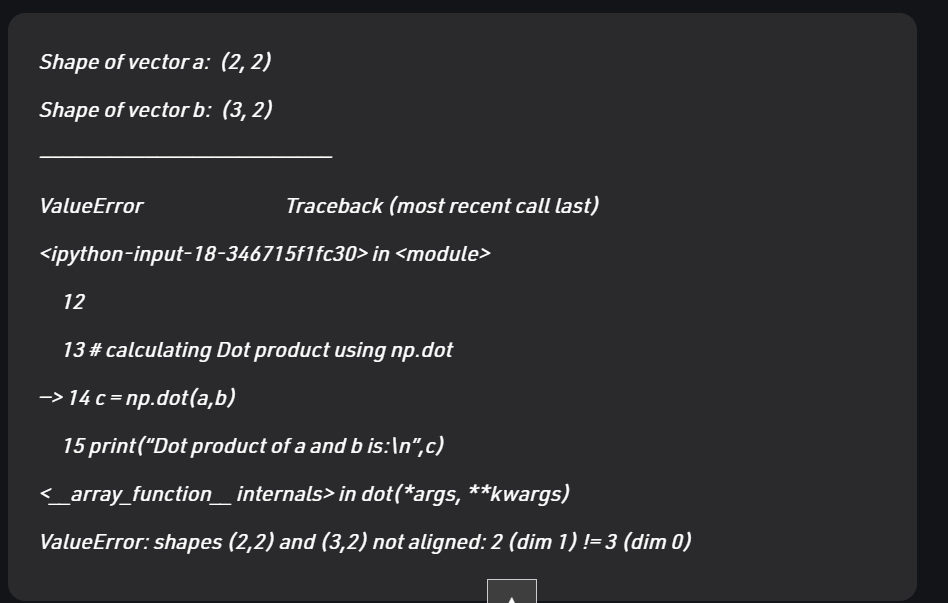 Shape of vector a:  (2, 2)
Shape of vector b:  (3, 2)
ValueError                         Traceback (most recent call last)
<ipython-input-18-346715f1fc30> in <module>
12
13 # calculating Dot product using np.dot
—> 14 c = np.dot(a,b)
15 print(“Dot product of a and b is:\n”,c)
<__array_function__ internals> in dot(*args, **kwargs)
ValueError: shapes (2,2) and (3,2) not aligned: 2 (dim 1) != 3 (dim 0)